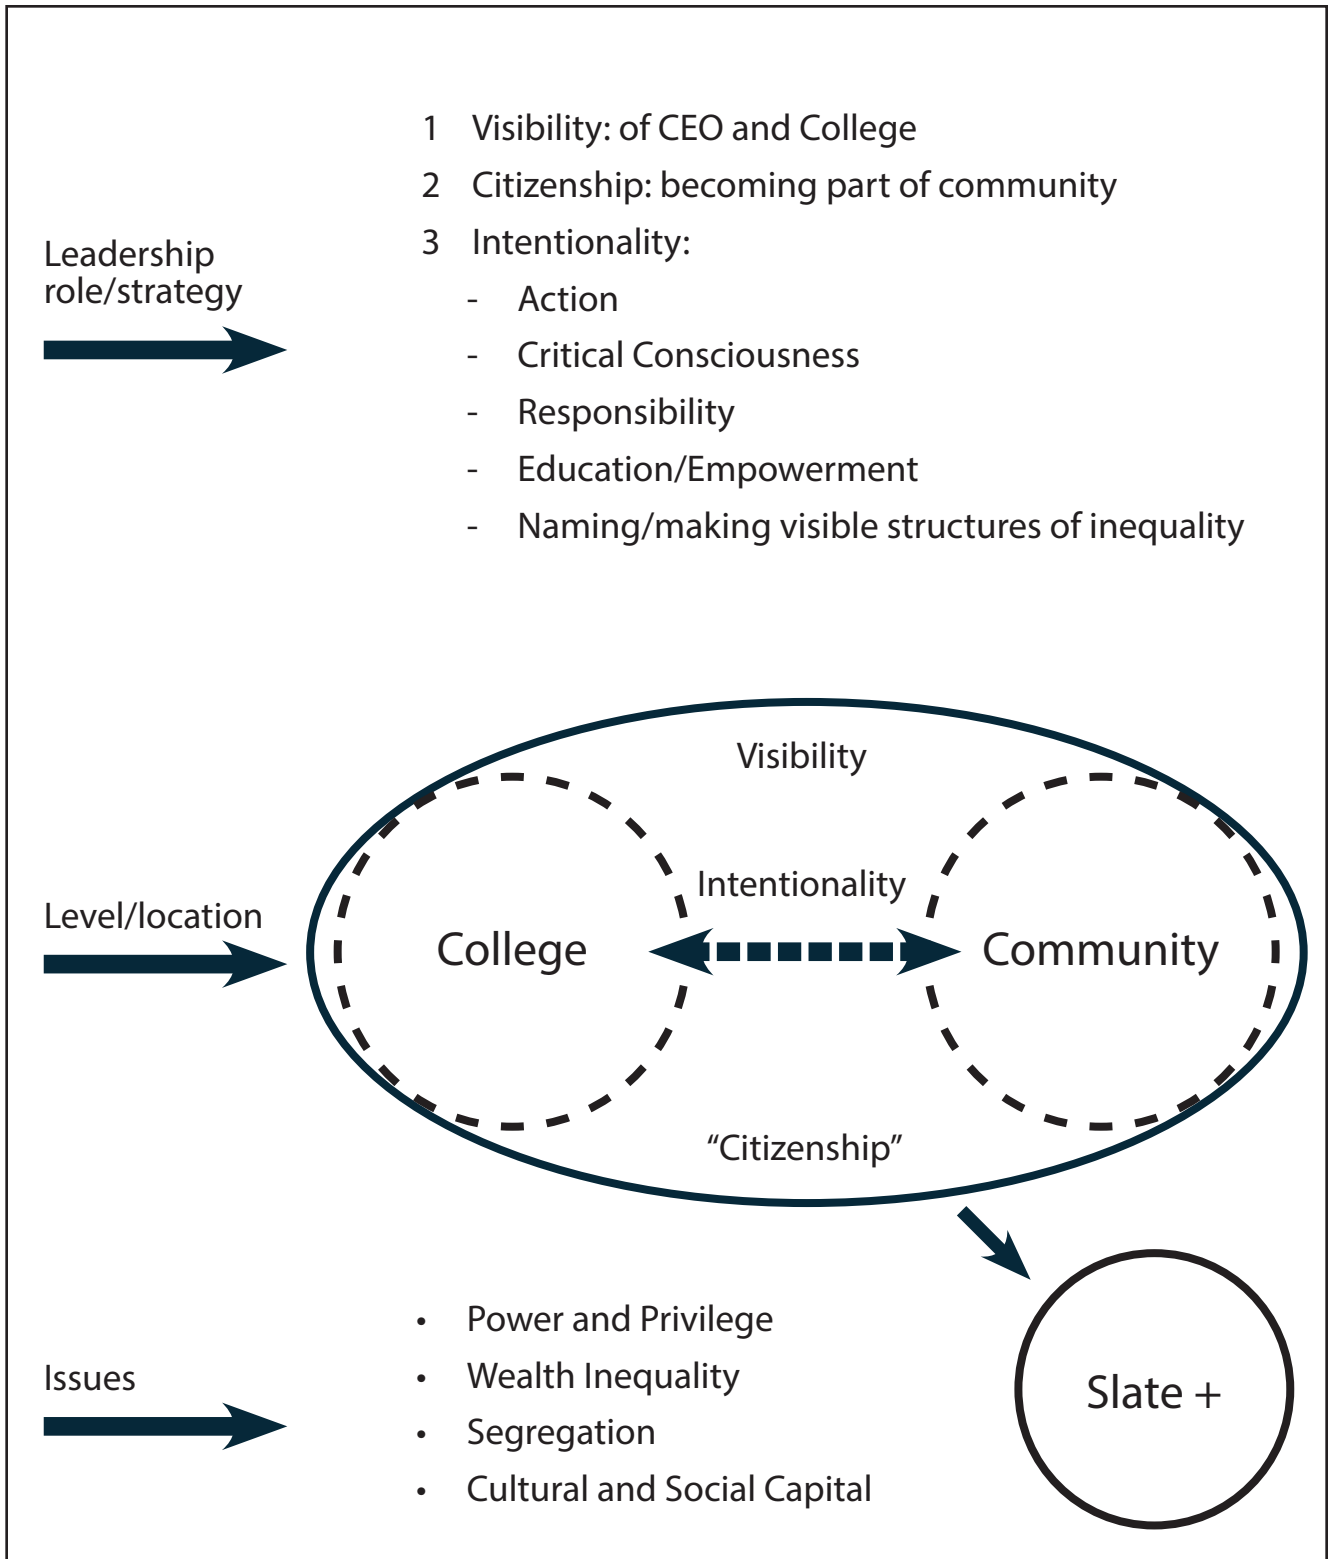 1 Visibility: of CEO and College
2 Citizenship: becoming part of community
3 Intentionality:
Leadership
role/strategy
- Action
- Critical Consciousness
- Responsibility
- Education/Empowerment
- Naming/making visible structures of inequality
Visibility
Intentionality
Level/location
College
Community
“Citizenship”
• Power and Privilege
• Wealth Inequality
Issues
Slate +
• Segregation
• Cultural and Social Capital